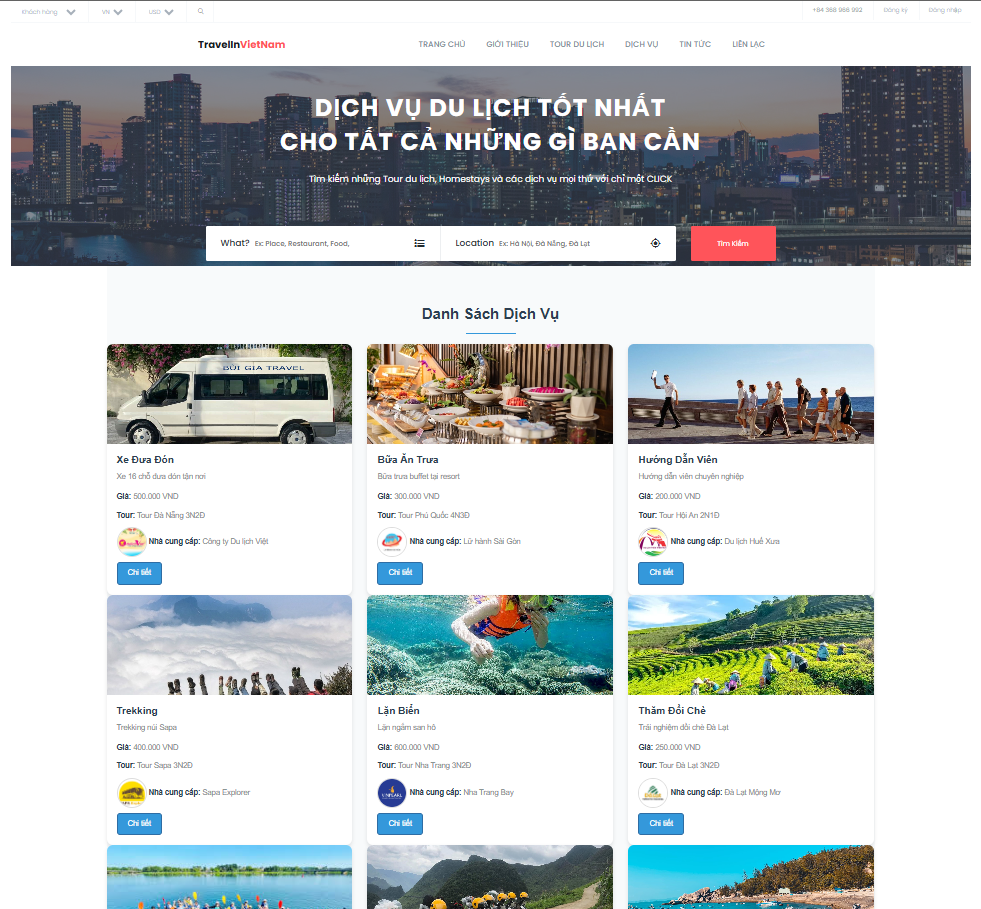 Khách hàng VN USD +84 368 986 992 Đăng ký Đăng nhập
TravelInVietNam TRANG CHỦ GIỚI THIỆU TOUR DU LỊCH DỊCH VỤ TIN TỨC LIÊN LẠC
DỊCH VỤ DU LỊCH TỐT NHẤT
CHO TẤT CẢ NHỮNG GÌ BẠN CẦN
Tìm kiếm những Tour du lịch, Homestays và các dịch vụ mọi thứ với chỉ một CLICK
What? Ex: Place, Restaurant, Food, Location Ex: Hà Nội, Đà Nẵng, Đà Lạt Tìm Kiếm
Danh Sách Dịch Vụ
BÙI GIA TRAVEL
Xe Đưa Đón
Xe 16 chỗ đưa đón tận nơi
Giá: 500.000 VND
Tour: Tour Đà Nẵng 3N2Đ
Nhà cung cấp: Công ty Du lịch Việt
Chi tiết
Bữa Ăn Trưa
Bữa trưa buffet tại resort
Giá: 300.000 VND
Tour: Tour Phú Quốc 4N3Đ
Nhà cung cấp: Lữ hành Sài Gòn
Chi tiết
Hướng Dẫn Viên
Hướng dẫn viên chuyên nghiệp
Giá: 200.000 VND
Tour: Tour Hội An 2N1Đ
Nhà cung cấp: Du lịch Huế Xưa
Chi tiết
Trekking
Trekking núi Sapa
Giá: 400.000 VND
Tour: Tour Sapa 3N2Đ
Nhà cung cấp: Sapa Explorer
Chi tiết
Lặn Biển
Lặn ngắm san hô
Giá: 600.000 VND
Tour: Tour Nha Trang 3N2Đ
VINPEARL
Nhà cung cấp: Nha Trang Bay
Chi tiết
Thăm Đồi Chè
Trải nghiệm đồi chè Đà Lạt
Giá: 250.000 VND
Tour: Tour Đà Lạt 3N2Đ
Nhà cung cấp: Đà Lạt Mộng Mơ
Chi tiết